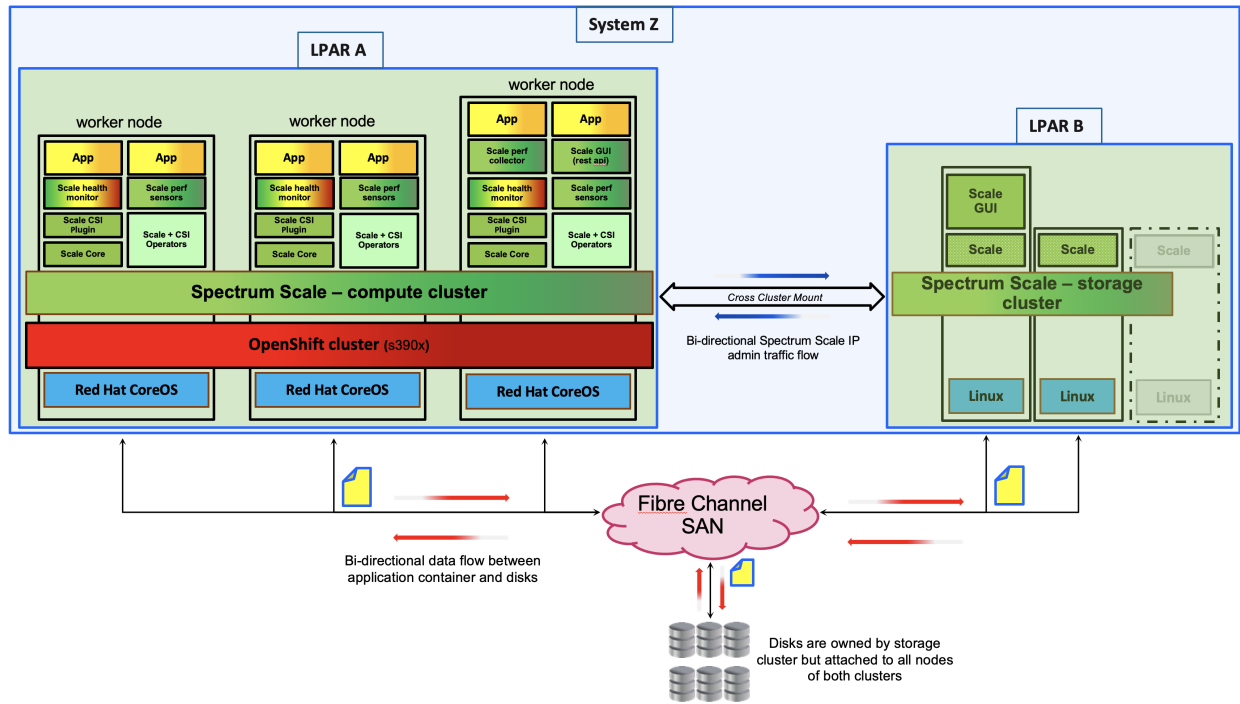 System Z
LPAR A
worker node
App
App
Scale health
monitor
Scale perf
sensors
Scale CSI
Plugin
Scale + CSI
Operators
Scale Core
worker node
App
App
Scale health
monitor
Scale perf
sensors
Scale CSI
Plugin
Scale + CSI
Operators
Scale Core
worker node
App
App
Scale perf
collector
Scale GUI
(rest api)
Scale health
monitor
Scale perf
sensors
Scale CSI
Plugin
Scale + CSI
Operators
Scale Core
Spectrum Scale – compute cluster
OpenShift cluster (s390x)
Red Hat CoreOS
Red Hat CoreOS
Red Hat CoreOS
Cross Cluster Mount
Bi-directional Spectrum Scale IP
admin traffic flow
LPAR B
Scale
GUI
Scale
Scale
Scale
Spectrum Scale – storage
cluster
Linux
Linux
Linux
Fibre Channel
SAN
Bi-directional data flow between
application container and disks
Disks are owned by storage
cluster but attached to all nodes
of both clusters